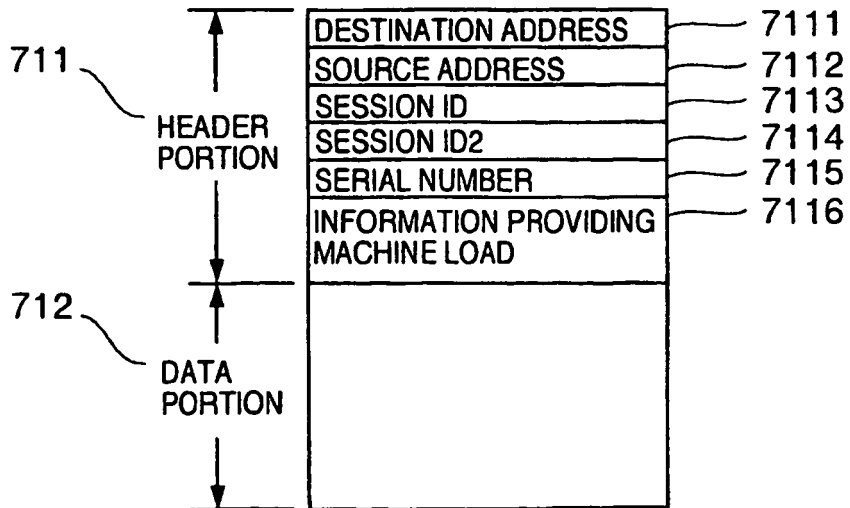 711
HEADER
PORTION
DESTINATION ADDRESS 7111
SOURCE ADDRESS 7112
SESSION ID 7113
SESSION ID2 7114
SERIAL NUMBER 7115
INFORMATION PROVIDING 7116
MACHINE LOAD
712
DATA
PORTION